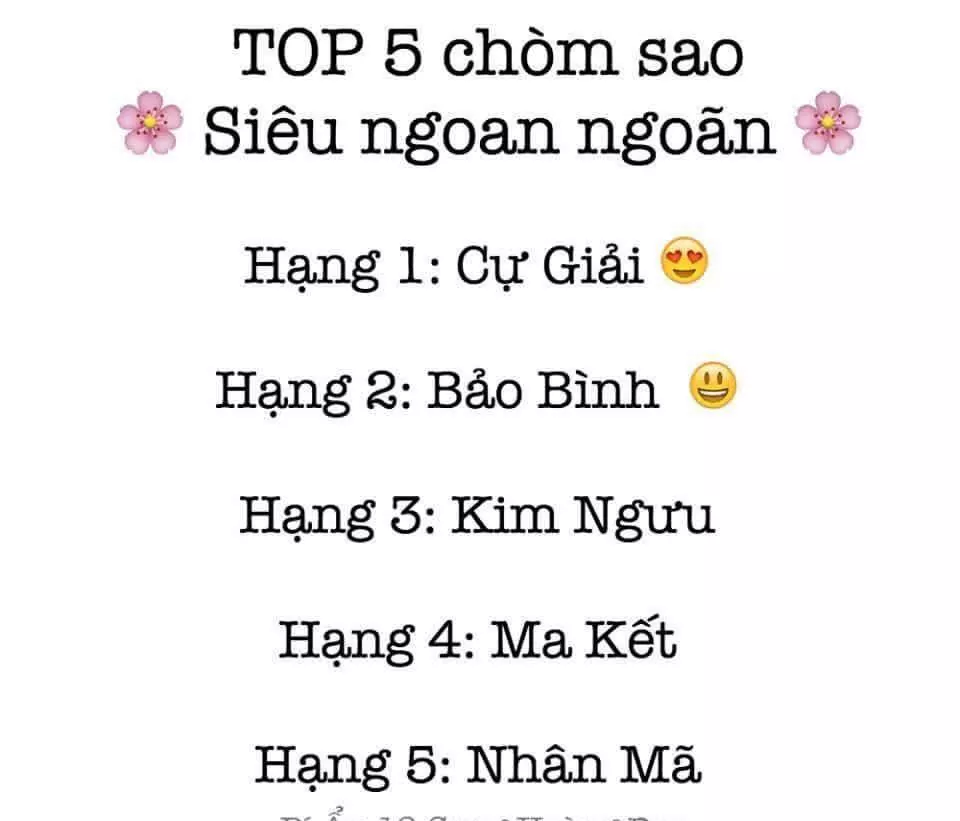 TOP 5 chòm sao
🌸 Siêu ngoan ngoãn 🌸
Hạng 1: Cự Giải 😍
Hạng 2: Bảo Bình 😃
Hạng 3: Kim Ngưu
Hạng 4: Ma Kết
Hạng 5: Nhân Mã